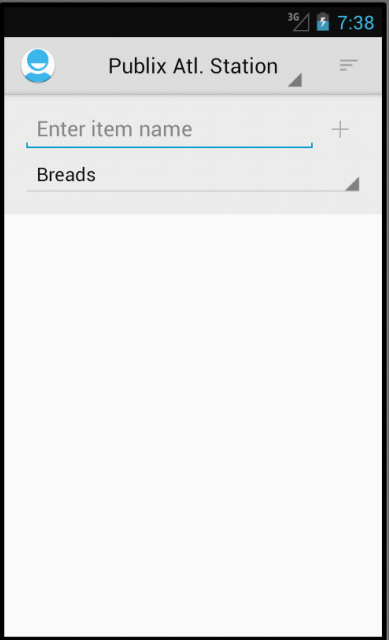 3G 7:38
Publix Atl. Station
Enter item name
Breads